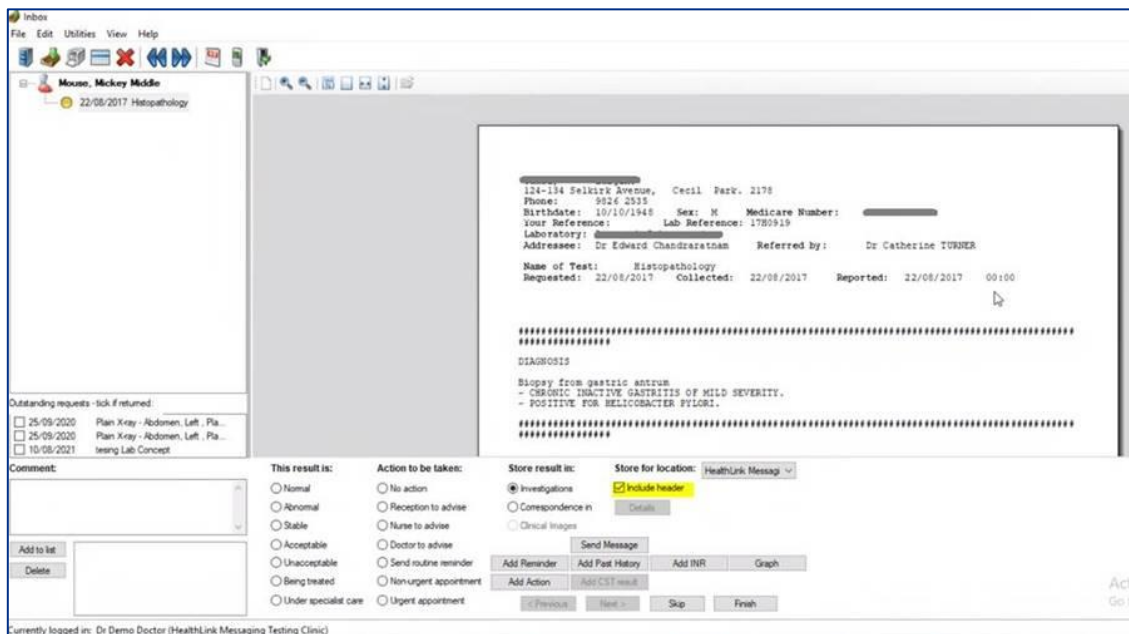 Inbox
File Edit Utilities View Help
Mouse, Mickey Middle
22/08/2017 Histopathology
124-134 Selkirk Avenue, Cecil Park. 2178
Phone: 9826 2535
Birthdate: 10/10/1948 Sex: M Medicare Number:
Your Reference: Lab Reference: 17H0919
Laboratory:
Addressee: Dr Edward Chandraratnam Referred by: Dr Catherine TURNER
Name of Test: Histopathology
Requested: 22/08/2017 Collected: 22/08/2017 Reported: 22/08/2017 00:00
DIAGNOSIS
Biopsy from gastric antrum
- CHRONIC INACTIVE GASTRITIS OF MILD SEVERITY.
- POSITIVE FOR HELICOBACTER PYLORI.
Outstanding requests - tick if returned:
25/09/2020 Plain X-ray - Abdomen, Left , Pla...
25/09/2020 Plain X-ray - Abdomen, Left , Pla...
10/08/2021 tesing Lab Concept
Comment:
Add to list
Delete
This result is:
Normal
Abnormal
Stable
Acceptable
Unacceptable
Being treated
Under specialist care
Action to be taken:
No action
Reception to advise
Nurse to advise
Doctor to advise
Send routine reminder
Non-urgent appointment
Urgent appointment
Store result in:
Investigations
Correspondence in
Clinical Images
Store for location: HealthLink Messagi
Include header
Details
Send Message
Add Reminder Add Past History Add INR Graph
Add Action Add CST result
< Previous Next > Skip Finish
Currently logged in: Dr Demo Doctor (HealthLink Messaging Testing Clinic)